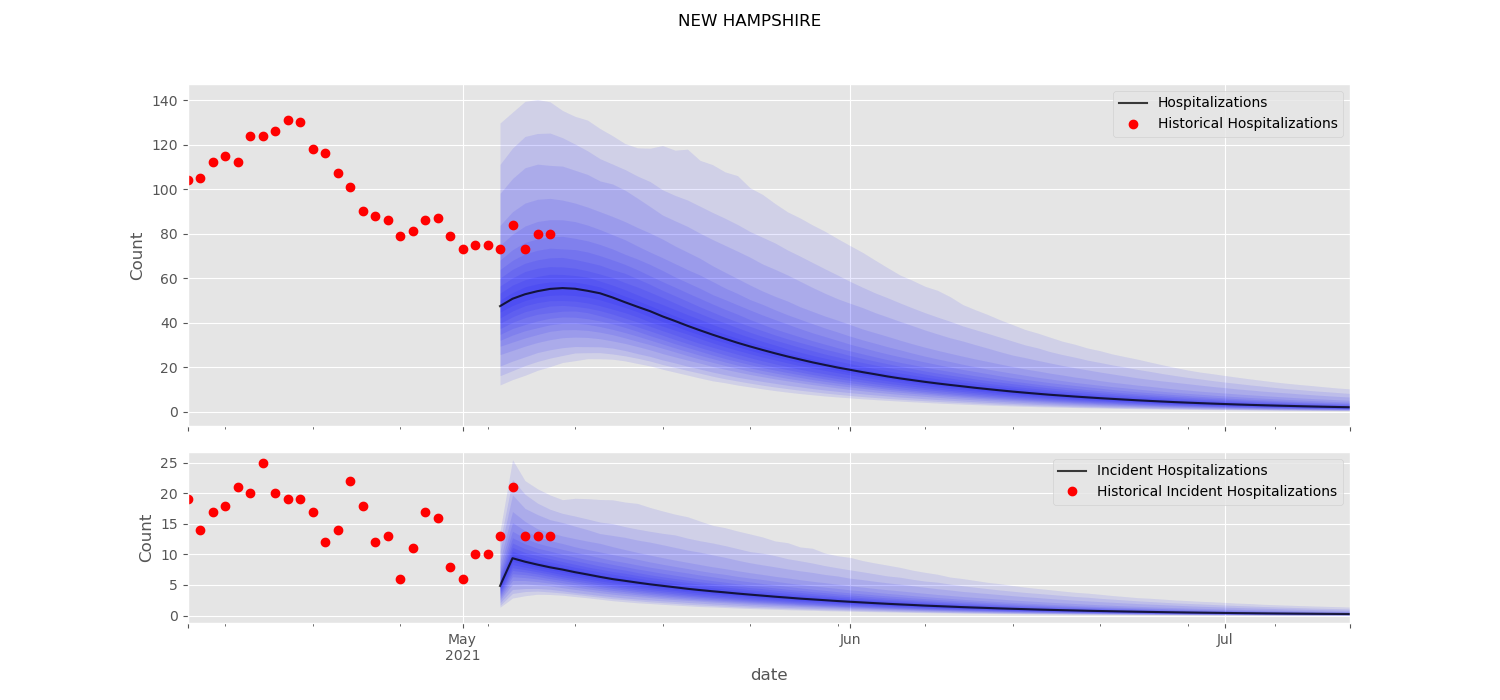 NEW HAMPSHIRE
140
120
100
80
60
40
20
0
Count
Hospitalizations
Historical Hospitalizations
25
20
15
10
5
0
Count
Incident Hospitalizations
Historical Incident Hospitalizations
May
2021
Jun
Jul
date